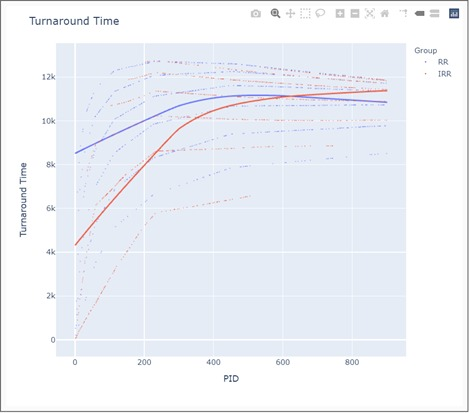 Turnaround Time
Group
RR
IRR
12k
10k
8k
6k
4k
2k
0
Turnaround Time
0 200 400 600 800
PID